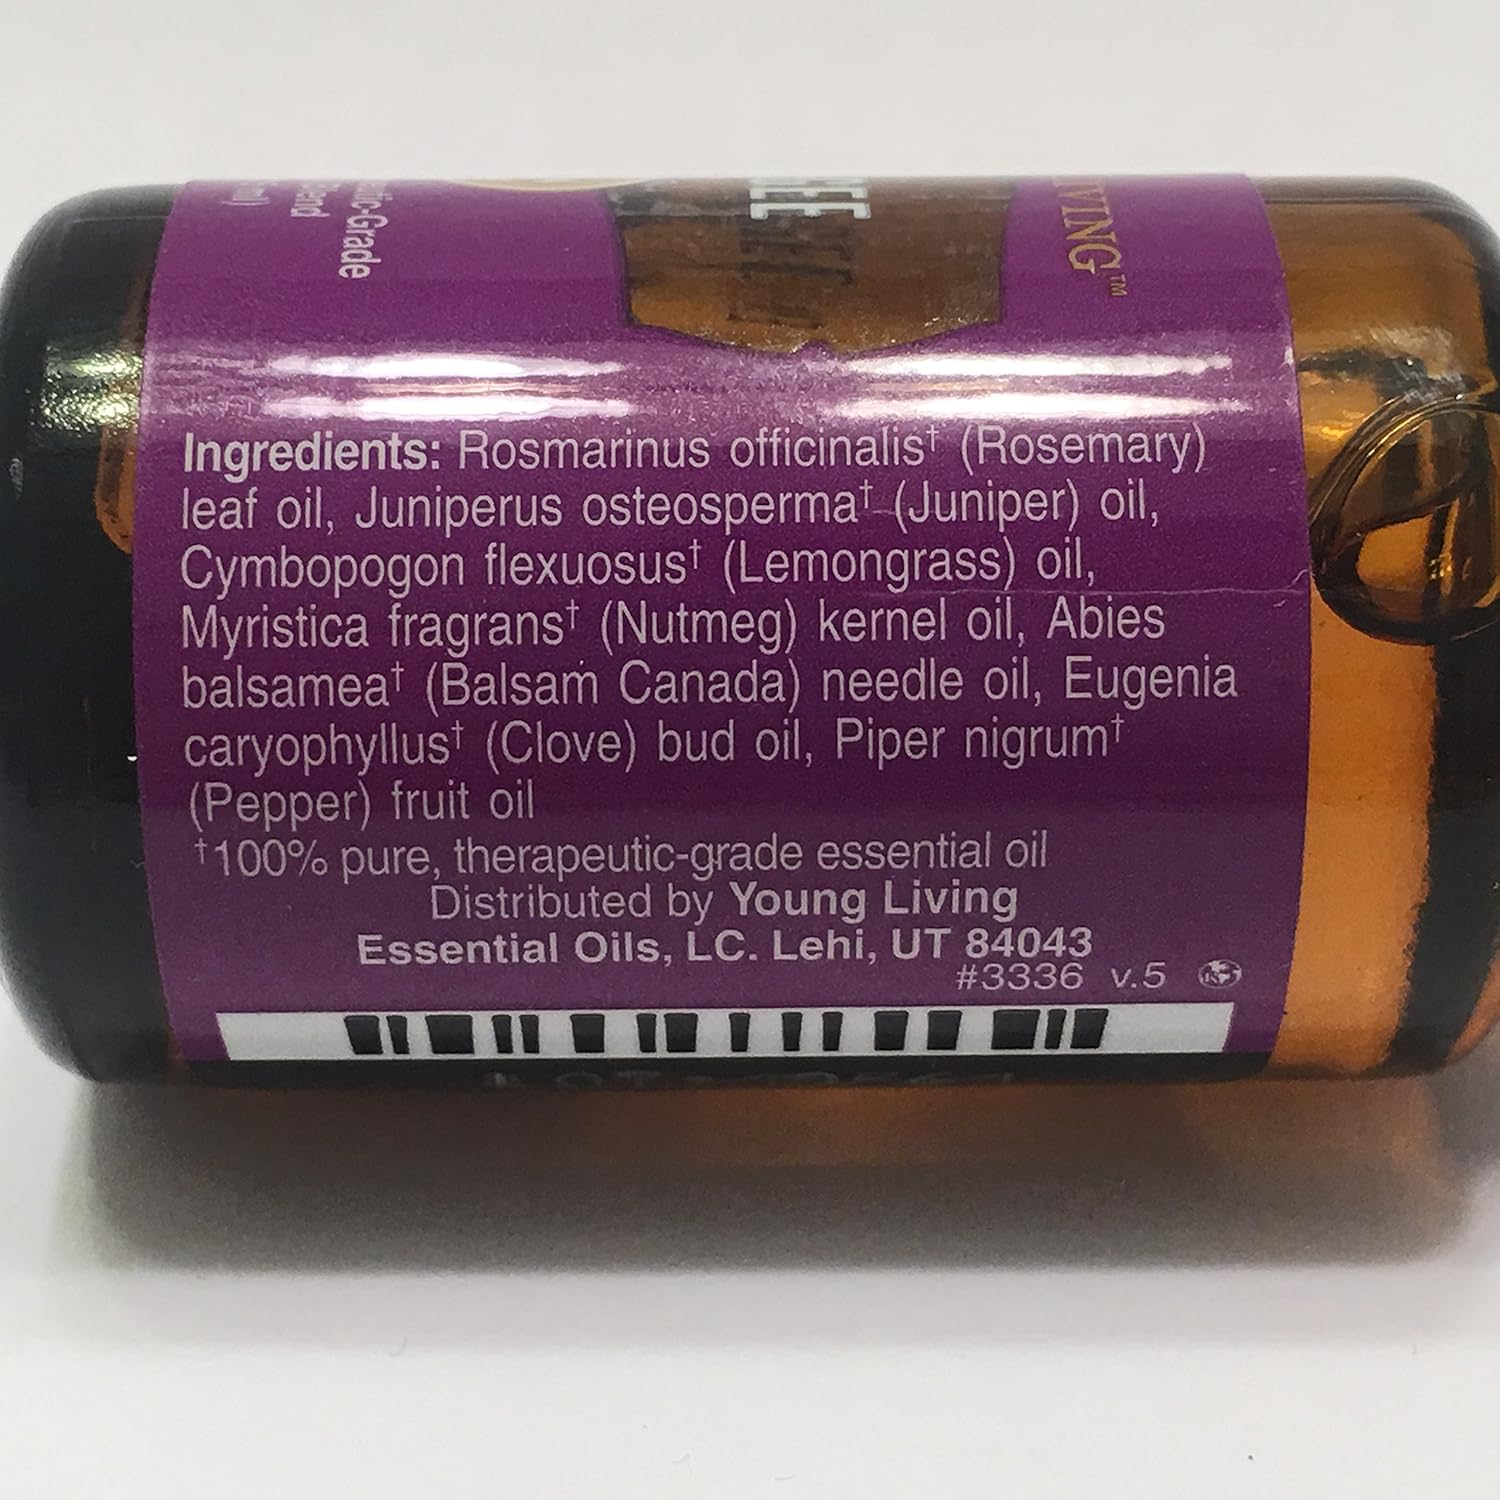 GEE
LIVING™
Ingredients: Rosmarinus officinalis† (Rosemary)
leaf oil, Juniperus osteosperma† (Juniper) oil,
Cymbopogon flexuosus† (Lemongrass) oil,
Myristica fragrans† (Nutmeg) kernel oil, Abies
balsamea† (Balsam Canada) needle oil, Eugenia
caryophyllus† (Clove) bud oil, Piper nigrum†
(Pepper) fruit oil
†100% pure, therapeutic-grade essential oil
Distributed by Young Living
Essential Oils, LC. Lehi, UT 84043
#3336 v.5